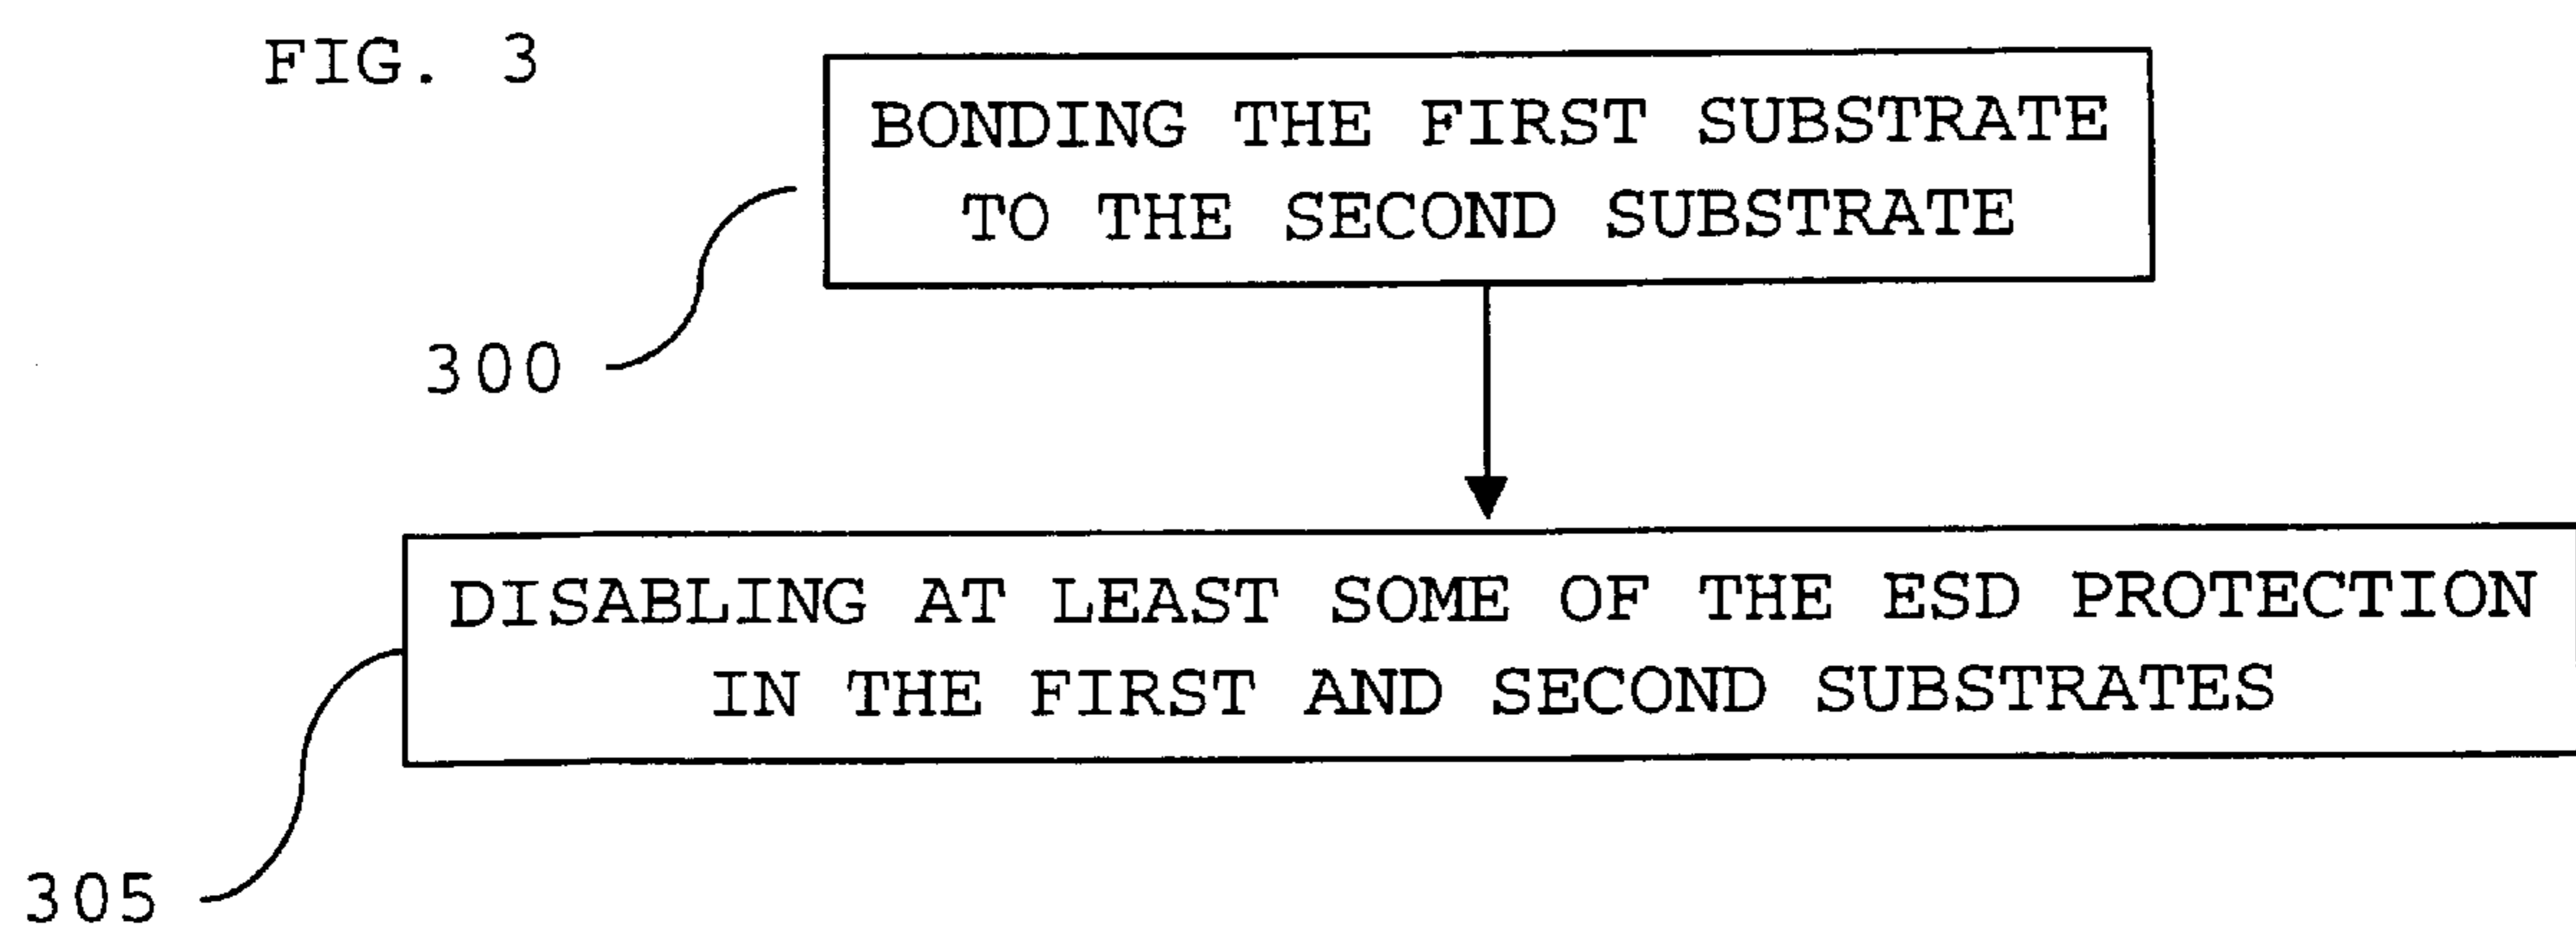 FIG. 3
BONDING THE FIRST SUBSTRATE
TO THE SECOND SUBSTRATE
300
DISABLING AT LEAST SOME OF THE ESD PROTECTION
IN THE FIRST AND SECOND SUBSTRATES
305